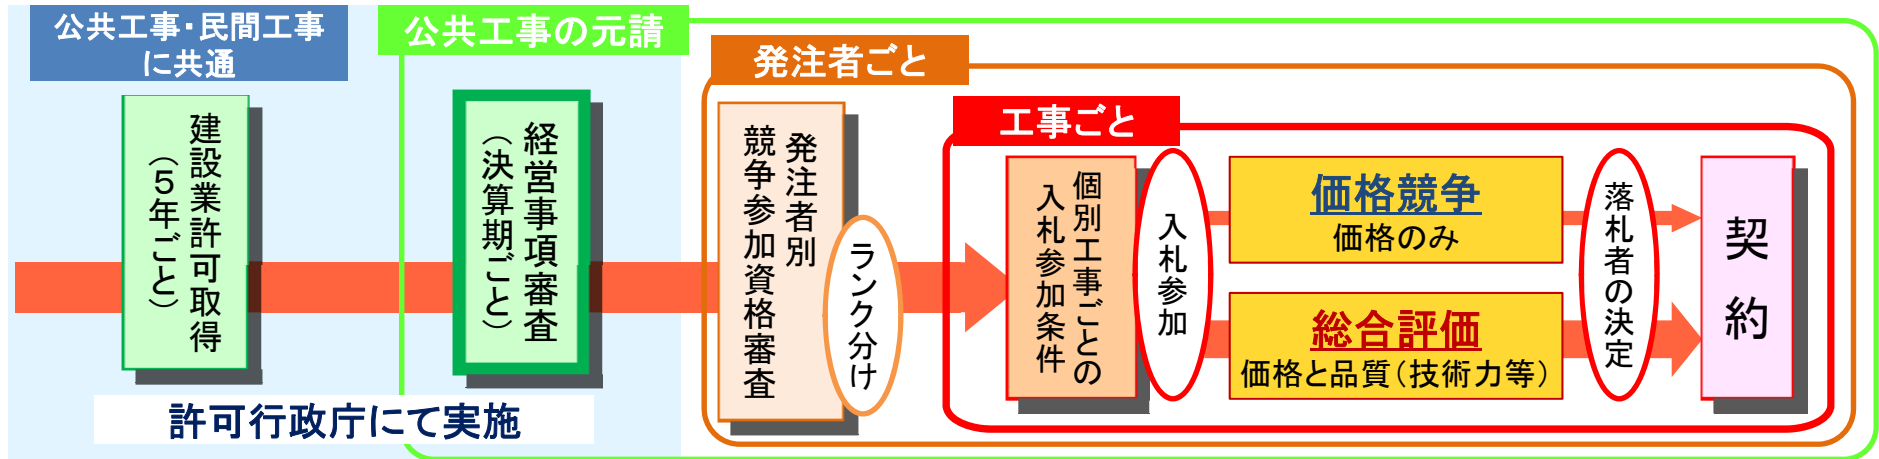 公共工事・民間工事
に共通
公共工事の元請
発注者ごと
工事ごと
建設業許可取得
（５年ごと）
経営事項審査
（決算期ごと）
発注者別
競争参加資格審査
ランク分け
個別工事ごとの
入札参加条件
入札参加
価格競争
価格のみ
総合評価
価格と品質（技術力等）
落札者の決定
契約
許可行政庁にて実施